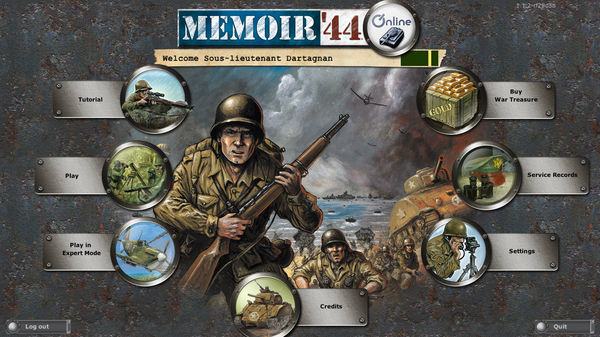 MEMOIR '44
Online
Welcome Sous-lieutenant Dartagnan
Tutorial
Buy
War Treasure
GOLD
Play
Service Records
Play in
Expert Mode
Settings
Credits
Log out
Quit